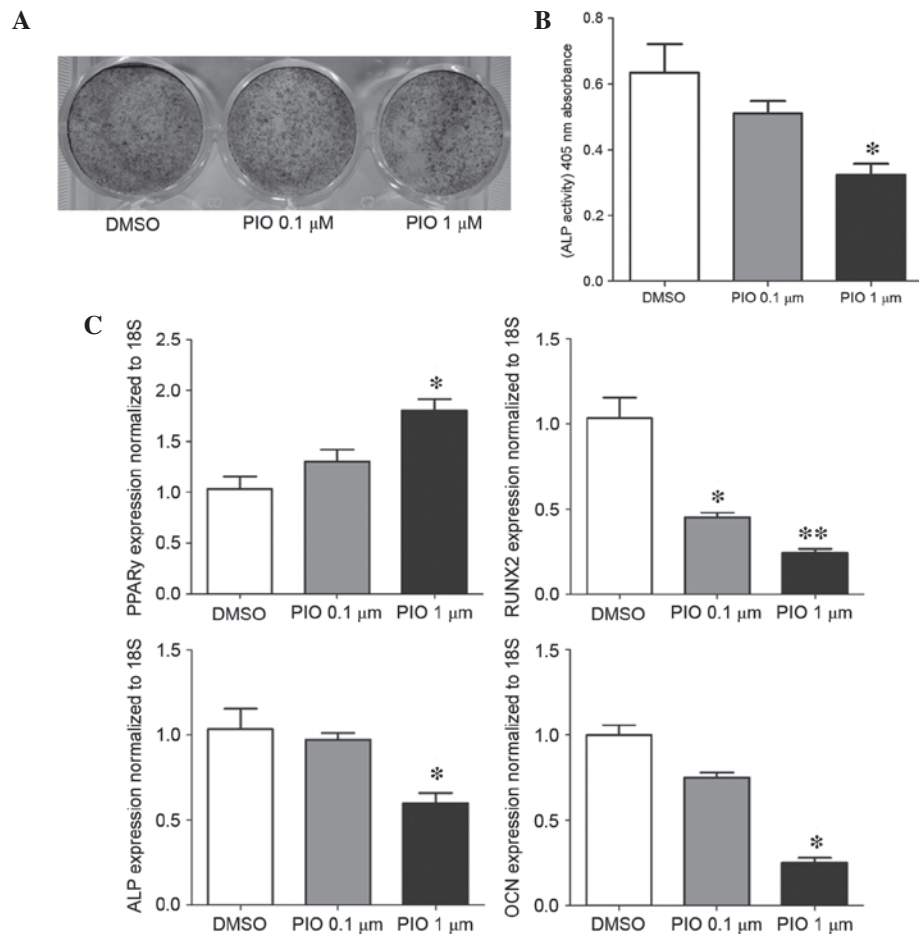 A
DMSO PIO 0.1 μM PIO 1 μM
B
(ALP activity) 405 nm absorbance
0.8
0.6
0.4
0.2
0.0
*
DMSO PIO 0.1 μm PIO 1 μm
C
PPARγ expression normalized to 18S
2.5
2.0
1.5
1.0
0.5
0.0
*
DMSO PIO 0.1 μm PIO 1 μm
RUNX2 expression normalized to 18S
1.5
1.0
0.5
0.0
*
**
DMSO PIO 0.1 μm PIO 1 μm
ALP expression normalized to 18S
1.5
1.0
0.5
0.0
*
DMSO PIO 0.1 μm PIO 1 μm
OCN expression normalized to 18S
1.5
1.0
0.5
0.0
*
DMSO PIO 0.1 μm PIO 1 μm